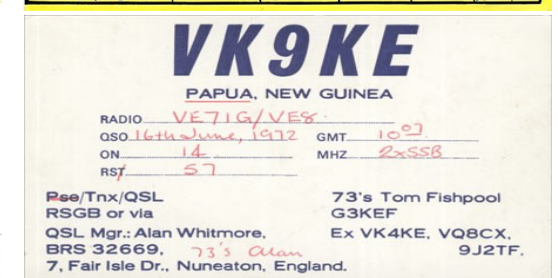 VK9KE
PAPUA, NEW GUINEA
RADIO VE7IG/VE8
QSO 16th June, 1972 GMT 1007
ON 14 MHZ 2xSSB
RST 57
Pse/Tnx/QSL
RSGB or via
QSL Mgr.: Alan Whitmore,
BRS 32669, 73's Alan
7, Fair Isle Dr., Nuneaton, England.
73's Tom Fishpool
G3KEF
Ex VK4KE, VQ8CX,
9J2TF.